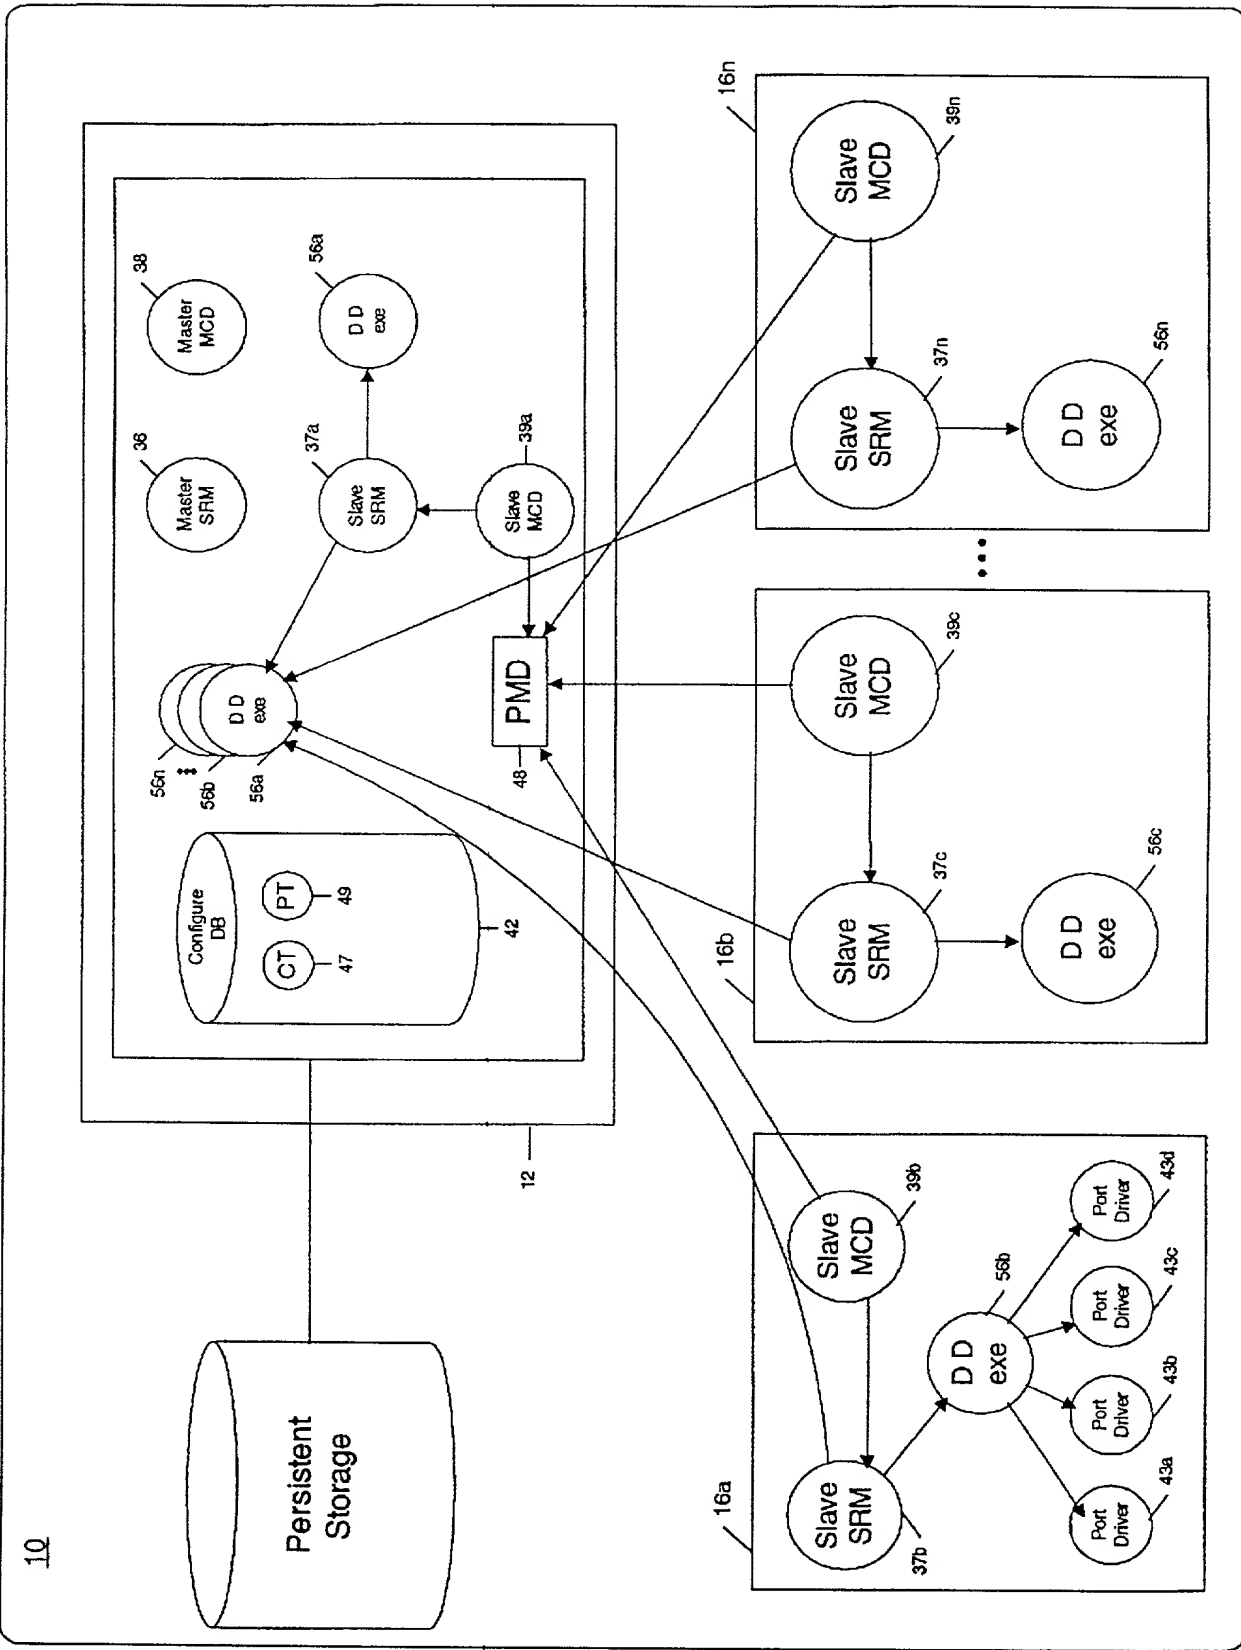 10
Persistent
Storage
12
Configure
DB
CT
PT
47
49
42
56n
56b
56a
D D
exe
Master
SRM
36
Master
MCD
38
Slave
SRM
37a
D D
exe
56a
Slave
MCD
39a
PMD
48
16a
Slave
SRM
37b
Slave
MCD
39b
D D
exe
56b
Port
Driver
43a
Port
Driver
43b
Port
Driver
43c
Port
Driver
43d
16b
Slave
SRM
37c
Slave
MCD
39c
D D
exe
56c
16n
Slave
SRM
37n
Slave
MCD
39n
D D
exe
56n